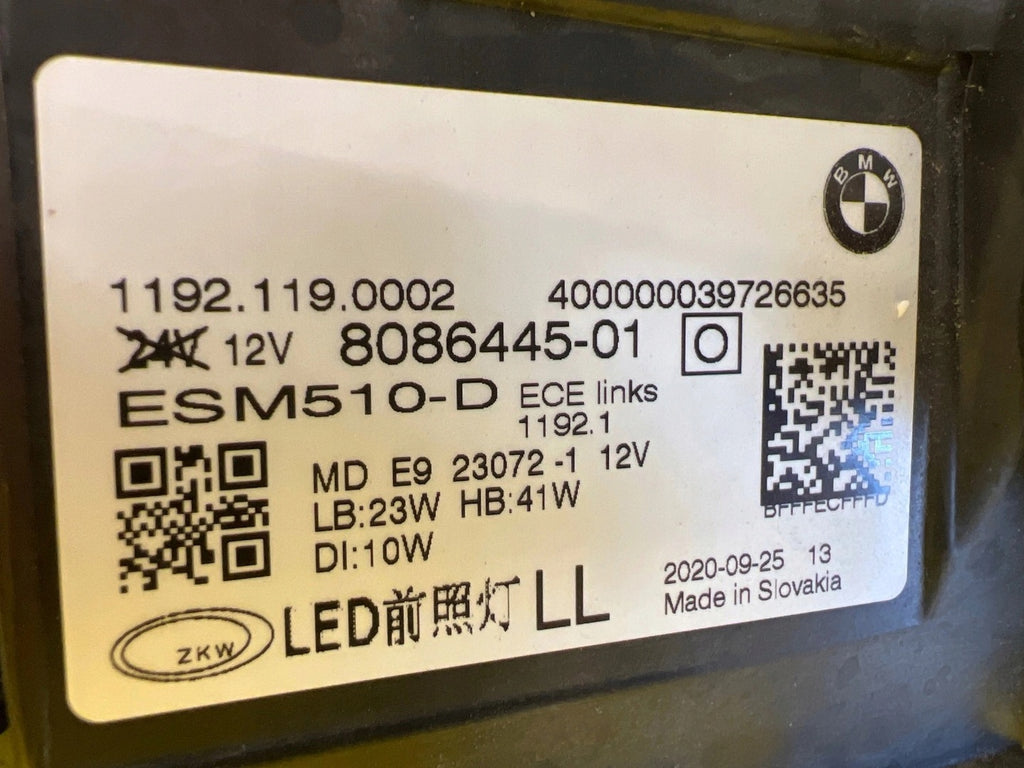 BMW
1192.119.0002 400000039726635
24V 12V 8086445-01 O
ESM510-D ECE links
1192.1
MD E9 23072 -1 12V
LB:23W HB:41W
DI:10W
BFFFECFFFD
ZKW LED前照灯 LL
2020-09-25 13
Made in Slovakia